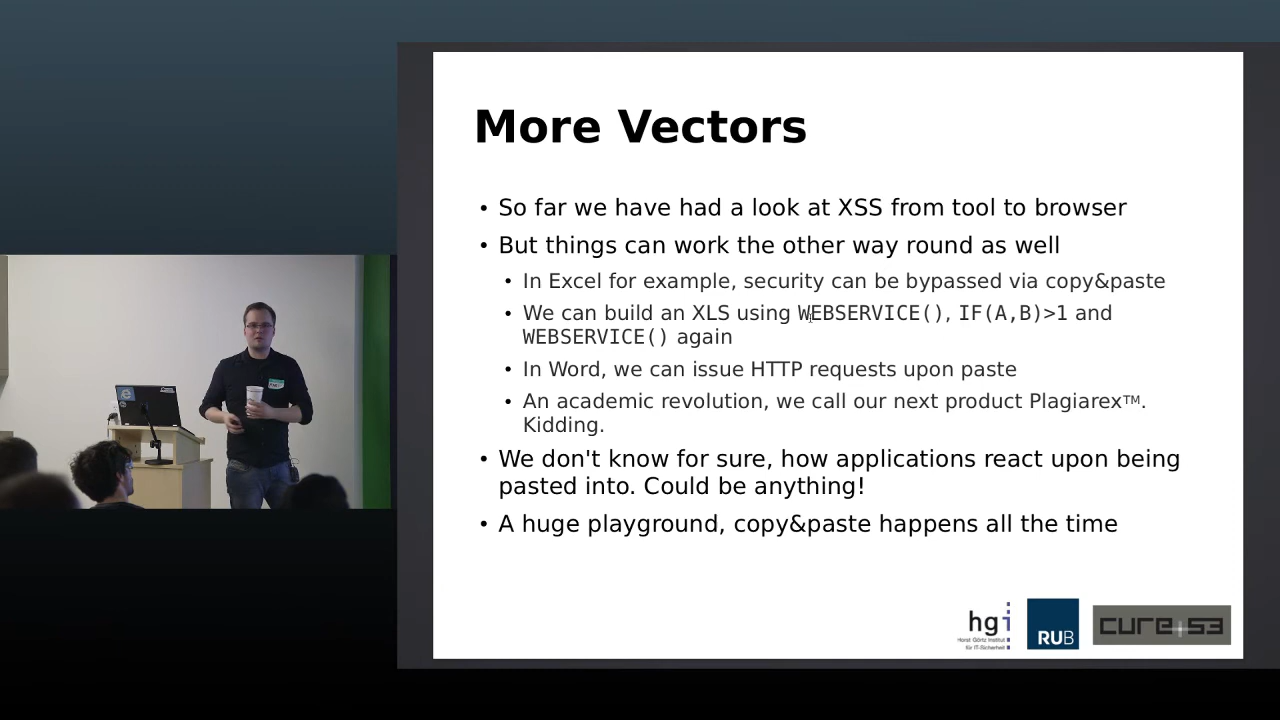 More Vectors
• So far we have had a look at XSS from tool to browser
• But things can work the other way round as well
• In Excel for example, security can be bypassed via copy&paste
• We can build an XLS using WEBSERVICE(), IF(A,B)>1 and
WEBSERVICE() again
• In Word, we can issue HTTP requests upon paste
• An academic revolution, we call our next product Plagiarex™.
Kidding.
• We don't know for sure, how applications react upon being
pasted into. Could be anything!
• A huge playground, copy&paste happens all the time
hgi
Horst Görtz Institut
für IT-Sicherheit
RUB
cure+53